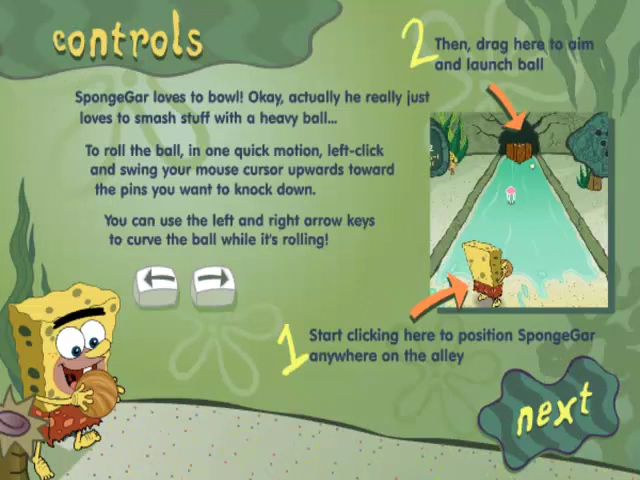 controls
SpongeGar loves to bowl! Okay, actually he really just
loves to smash stuff with a heavy ball...
To roll the ball, in one quick motion, left-click
and swing your mouse cursor upwards toward
the pins you want to knock down.
You can use the left and right arrow keys
to curve the ball while it's rolling!
2
Then, drag here to aim
and launch ball
1
Start clicking here to position SpongeGar
anywhere on the alley
next